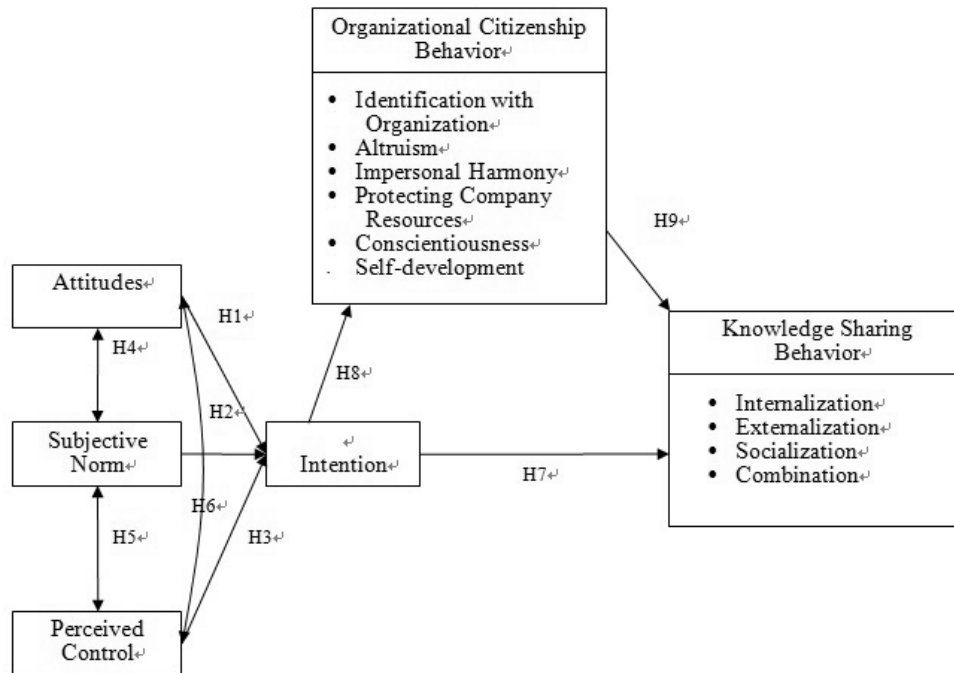 Organizational Citizenship
Behavior↵
• Identification with
Organization↵
• Altruism↵
• Impersonal Harmony↵
• Protecting Company
Resources↵
• Conscientiousness↵
. Self-development
H9↵
Attitudes↵
H1↵
H4↵
Knowledge Sharing
Behavior↵
• Internalization↵
• Externalization↵
• Socialization↵
• Combination↵
H8↵
H2↵
Subjective
Norm↵
↵
Intention↵
H7↵
H6↵
H5↵
H3↵
Perceived
Control↵